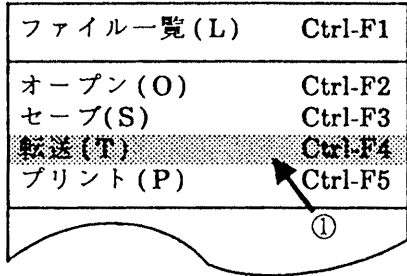 ファイル一覧(L) Ctrl-F1
オープン(O) Ctrl-F2
セーブ(S) Ctrl-F3
転送(T) Ctrl-F4
プリント(P) Ctrl-F5
①